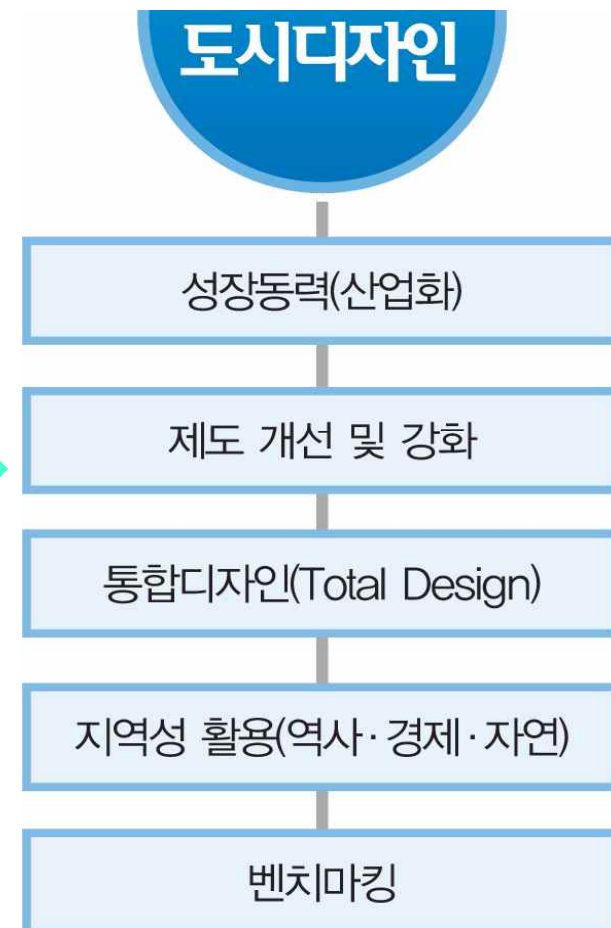 도시디자인
성장동력(산업화)
제도 개선 및 강화
통합디자인(Total Design)
지역성 활용(역사·경제·자연)
벤치마킹